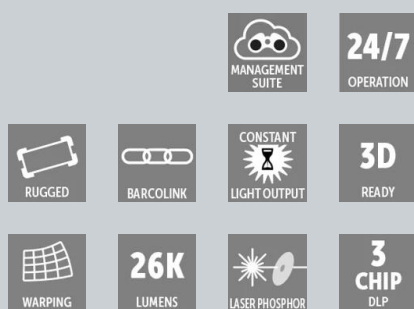 MANAGEMENT
SUITE
24/7
OPERATION
RUGGED
BARCOLINK
CONSTANT
LIGHT OUTPUT
3D
READY
WARPING
26K
LUMENS
LASER PHOSPHOR
3
CHIP
DLP